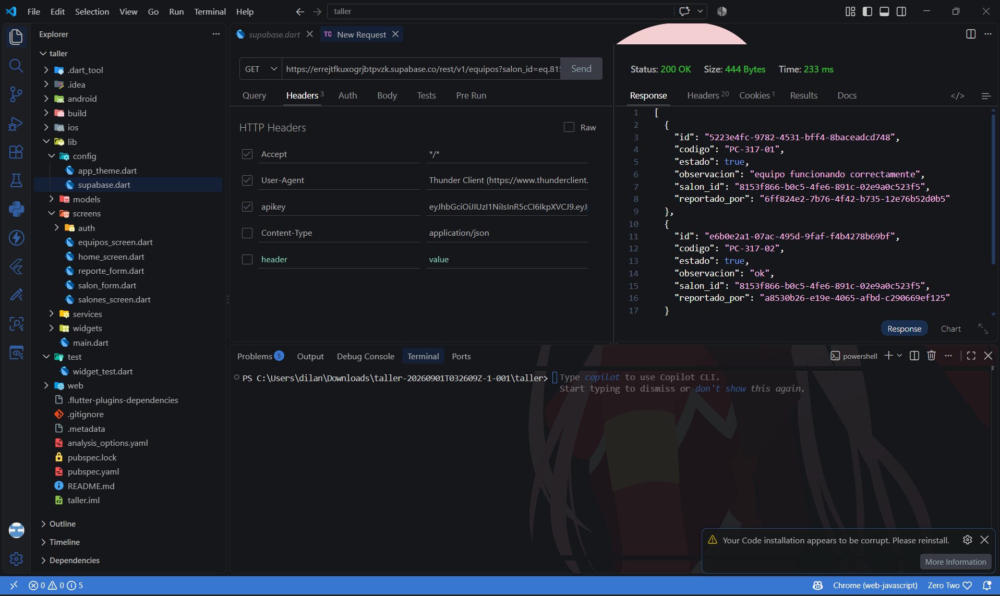 File Edit Selection View Go Run Terminal Help
taller
Explorer
taller
.dart_tool
.idea
android
build
ios
lib
config
app_theme.dart
supabase.dart
models
screens
auth
equipos_screen.dart
home_screen.dart
reporte_form.dart
salon_form.dart
salones_screen.dart
services
widgets
main.dart
test
widget_test.dart
web
.flutter-plugins-dependencies
.gitignore
.metadata
analysis_options.yaml
pubspec.lock
pubspec.yaml
README.md
taller.iml
Outline
Timeline
Dependencies
supabase.dart
TC New Request
GET https://errejtfkuxogrjbtpvzk.supabase.co/rest/v1/equipos?salon_id=eq.815 Send
Query Headers 3 Auth Body Tests Pre Run
HTTP Headers Raw
Accept */*
User-Agent Thunder Client (https://www.thunderclient.
apikey eyJhbGciOiJIUzI1NiIsInR5cCI6IkpXVCJ9.eyJ
Content-Type application/json
header value
Status: 200 OK Size: 444 Bytes Time: 233 ms
Response Headers 20 Cookies 1 Results Docs </>
1 [
2 {
3 "id": "5223e4fc-9782-4531-bff4-8baceadcd748",
4 "codigo": "PC-317-01",
5 "estado": true,
6 "observacion": "equipo funcionando correctamente",
7 "salon_id": "8153f866-b0c5-4fe6-891c-02e9a0c523f5",
8 "reportado_por": "6ff824e2-7b76-4f42-b735-12e76b52d0b5"
9 },
10 {
11 "id": "e6b0e2a1-07ac-495d-9faf-f4b4278b69bf",
12 "codigo": "PC-317-02",
13 "estado": true,
14 "observacion": "ok",
15 "salon_id": "8153f866-b0c5-4fe6-891c-02e9a0c523f5",
16 "reportado_por": "a8530b26-e19e-4065-afbd-c290669ef125"
17 }
Response Chart
Problems 5 Output Debug Console Terminal Ports
powershell
PS C:\Users\dilan\Downloads\taller-20260901T032609Z-1-001\taller> Type copilot to use Copilot CLI.
Start typing to dismiss or don't show this again.
Your Code installation appears to be corrupt. Please reinstall.
More Information
0 0 5
Chrome (web-javascript) Zero Two